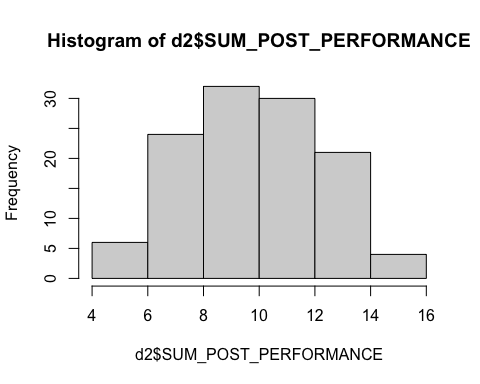 Histogram of d2$SUM_POST_PERFORMANCE
Frequency
30
20
10
5
0
4 6 8 10 12 14 16
d2$SUM_POST_PERFORMANCE